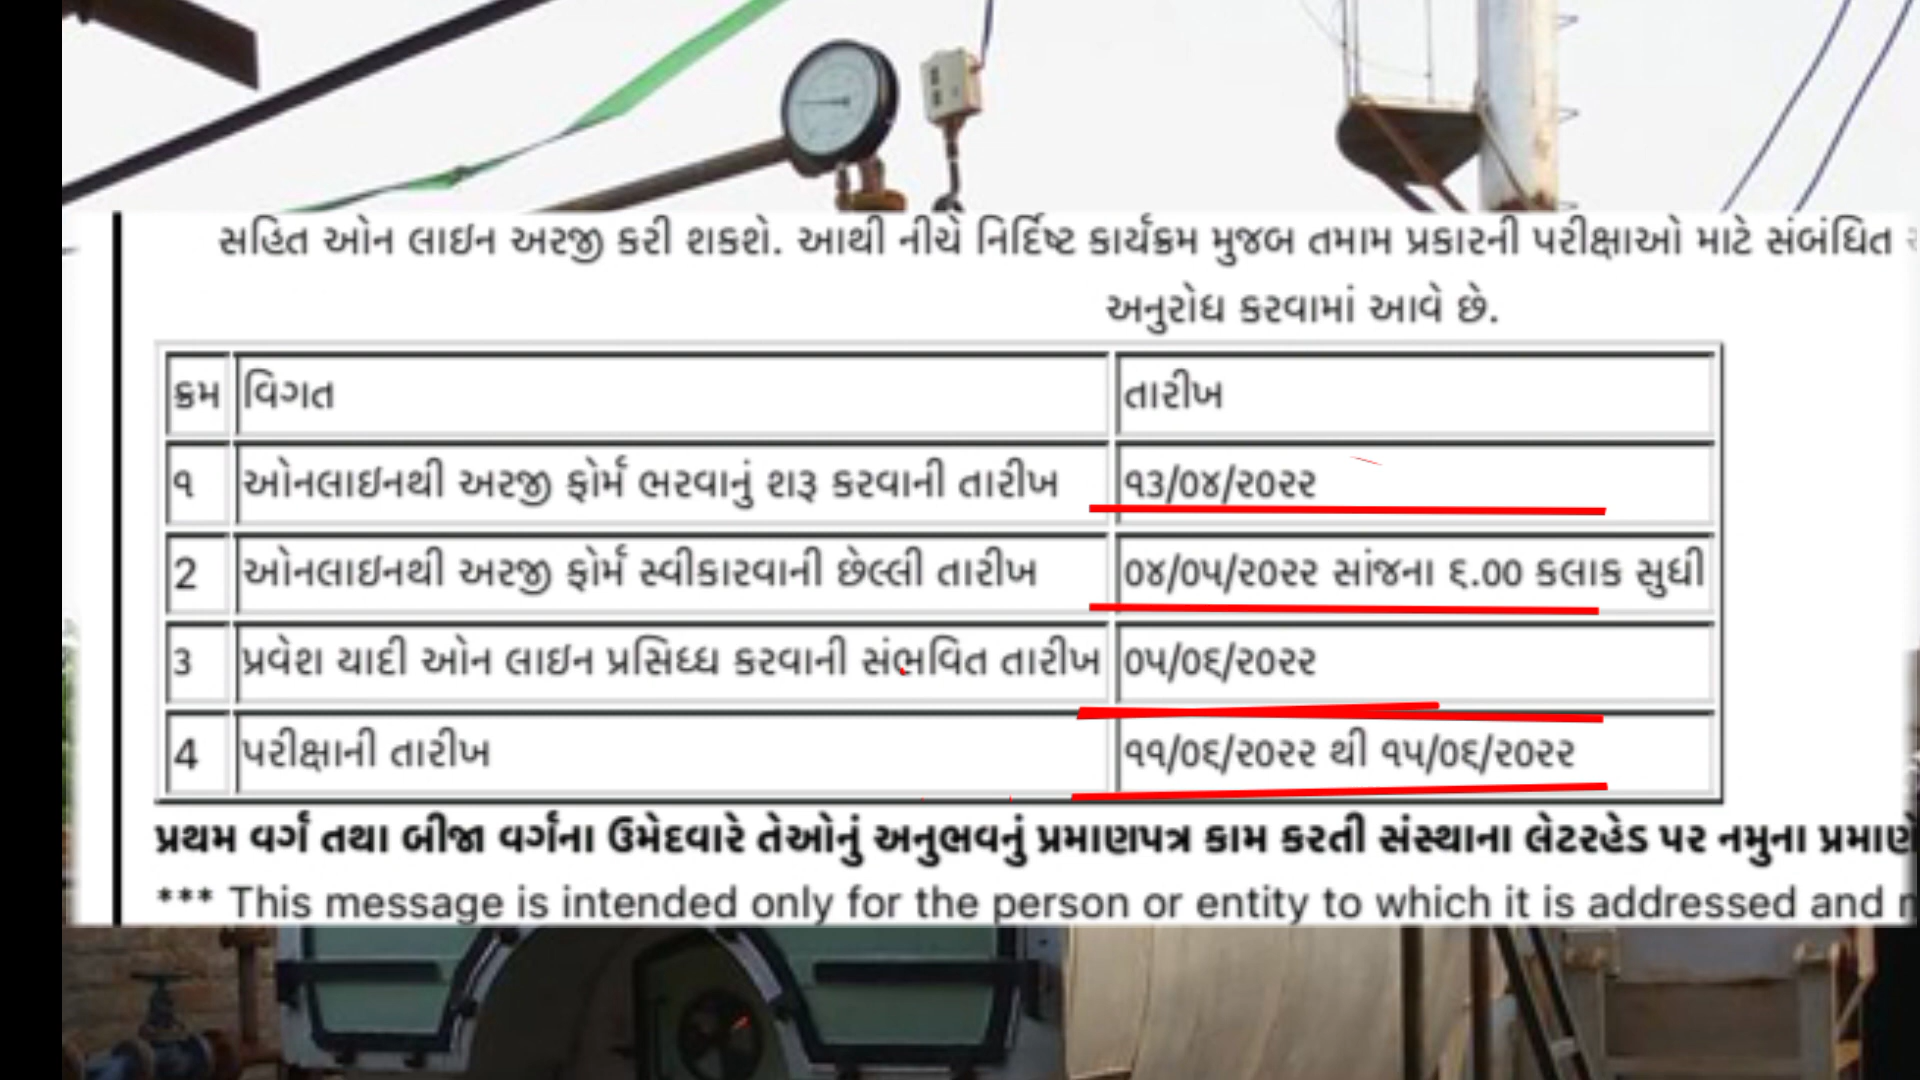 સહિત ઓન લાઇન અરજી કરી શકશે. આથી નીચે નિર્દિષ્ટ કાર્યક્રમ મુજબ તમામ પ્રકારની પરીક્ષાઓ માટે સંબંધિત
અનુરોધ કરવામાં આવે છે.
ક્રમ વિગત તારીખ
૧ ઓનલાઇનથી અરજી ફોર્મ ભરવાનું શરૂ કરવાની તારીખ ૧૩/૦૪/૨૦૨૨
2 ઓનલાઇનથી અરજી ફોર્મ સ્વીકારવાની છેલ્લી તારીખ ૦૪/૦૫/૨૦૨૨ સાંજના ૬.૦૦ કલાક સુધી
3 પ્રવેશ યાદી ઓન લાઇન પ્રસિધ્ધ કરવાની સંભવિત તારીખ ૦૫/૦૬/૨૦૨૨
4 પરીક્ષાની તારીખ ૧૧/૦૬/૨૦૨૨ થી ૧૫/૦૬/૨૦૨૨
પ્રથમ વર્ગ તથા બીજા વર્ગના ઉમેદવારે તેઓનું અનુભવનું પ્રમાણપત્ર કામ કરતી સંસ્થાના લેટરહેડ પર નમુના
*** This message is intended only for the person or entity to which it is addressed and